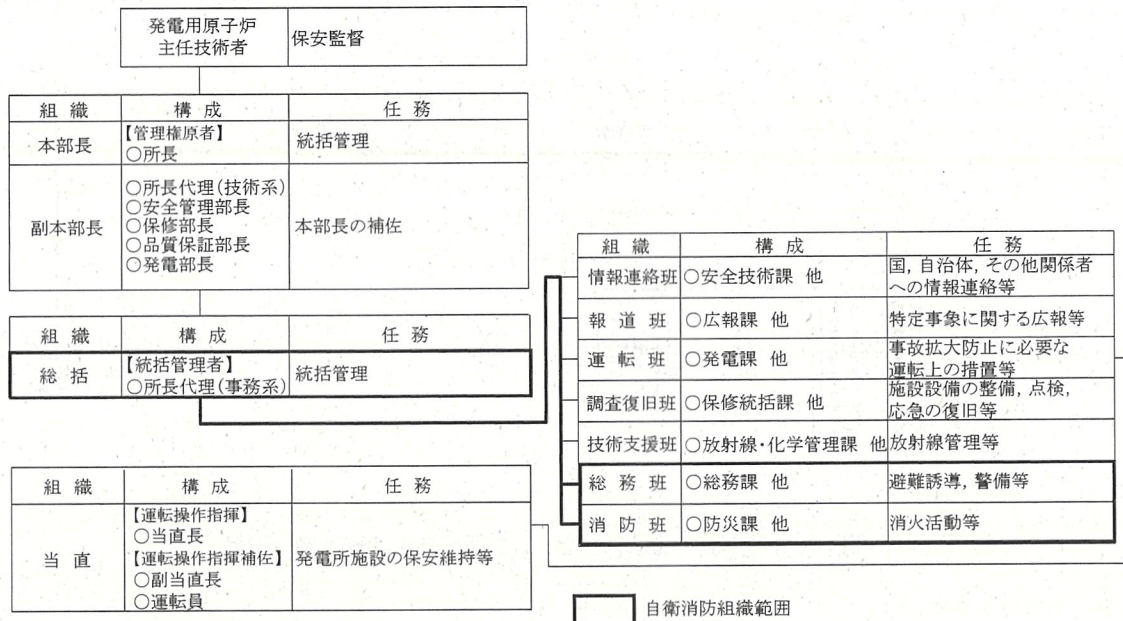 発電用原子炉
主任技術者
保安監督
組織 構成 任務
本部長 【管理権原者】 統括管理
○所長
副本部長 ○所長代理(技術系) 本部長の補佐
○安全管理部長
○保修部長
○品質保証部長
○発電部長
組織 構成 任務
総括 【統括管理者】 統括管理
○所長代理(事務系)
組織 構成 任務
当直 【運転操作指揮】 発電所施設の保安維持等
○当直長
【運転操作指揮補佐】
○副当直長
○運転員
組織 構成 任務
情報連絡班 ○安全技術課 他 国,自治体,その他関係者
への情報連絡等
報道班 ○広報課 他 特定事象に関する広報等
運転班 ○発電課 他 事故拡大防止に必要な
運転上の措置等
調査復旧班 ○保修統括課 他 施設設備の整備,点検,
応急の復旧等
技術支援班 ○放射線・化学管理課 他 放射線管理等
総務班 ○総務課 他 避難誘導,警備等
消防班 ○防災課 他 消火活動等
自衛消防組織範囲